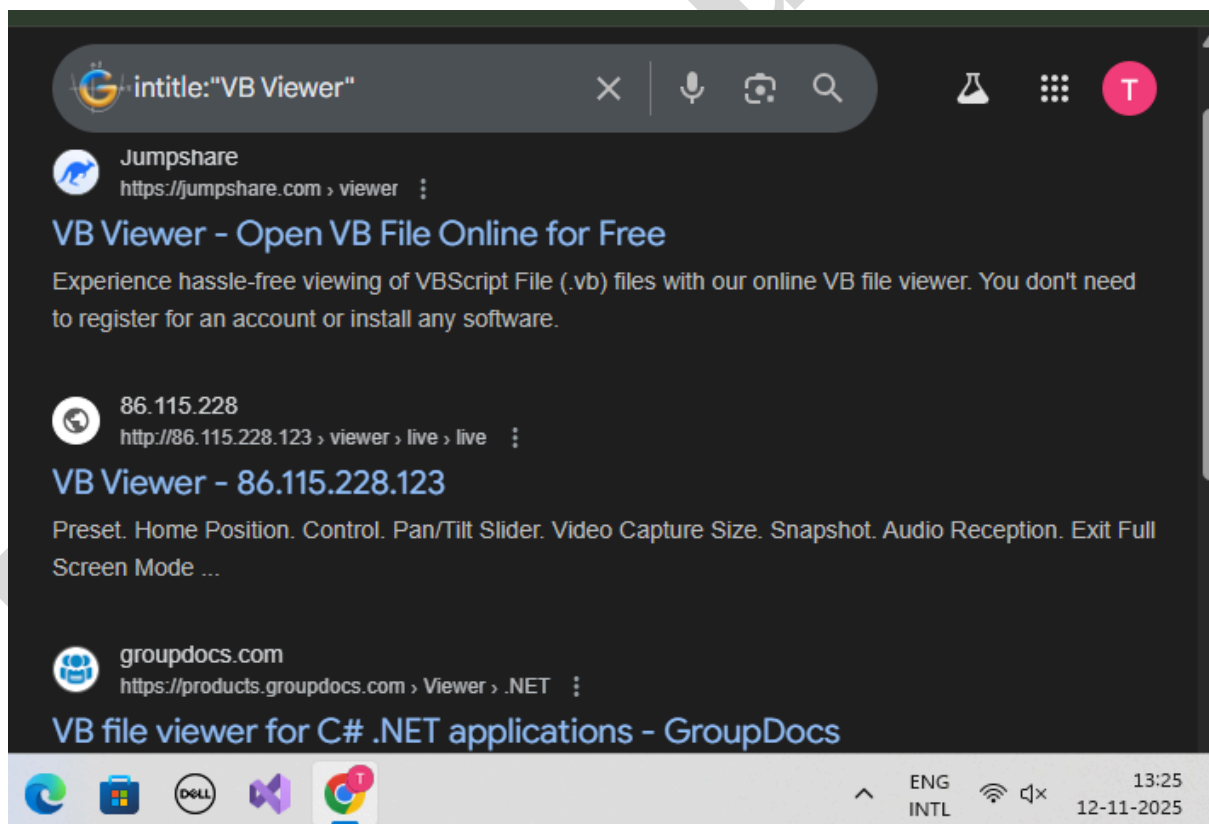 intitle:"VB Viewer"
T
Jumpshare
https://jumpshare.com › viewer
VB Viewer - Open VB File Online for Free
Experience hassle-free viewing of VBScript File (.vb) files with our online VB file viewer. You don't need
to register for an account or install any software.
86.115.228
http://86.115.228.123 › viewer › live › live
VB Viewer - 86.115.228.123
Preset. Home Position. Control. Pan/Tilt Slider. Video Capture Size. Snapshot. Audio Reception. Exit Full
Screen Mode ...
groupdocs.com
https://products.groupdocs.com › Viewer › .NET
VB file viewer for C# .NET applications - GroupDocs
DELL
T
ENG
INTL
13:25
12-11-2025